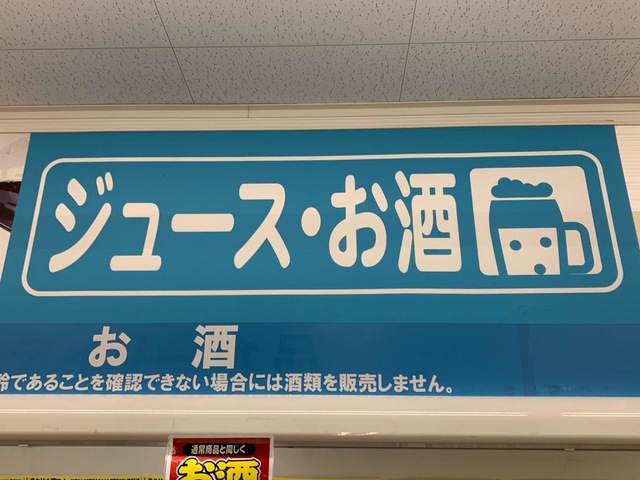 ジュース・お酒
お酒
齢であることを確認できない場合には酒類を販売しません。
通常商品と同じく
お酒